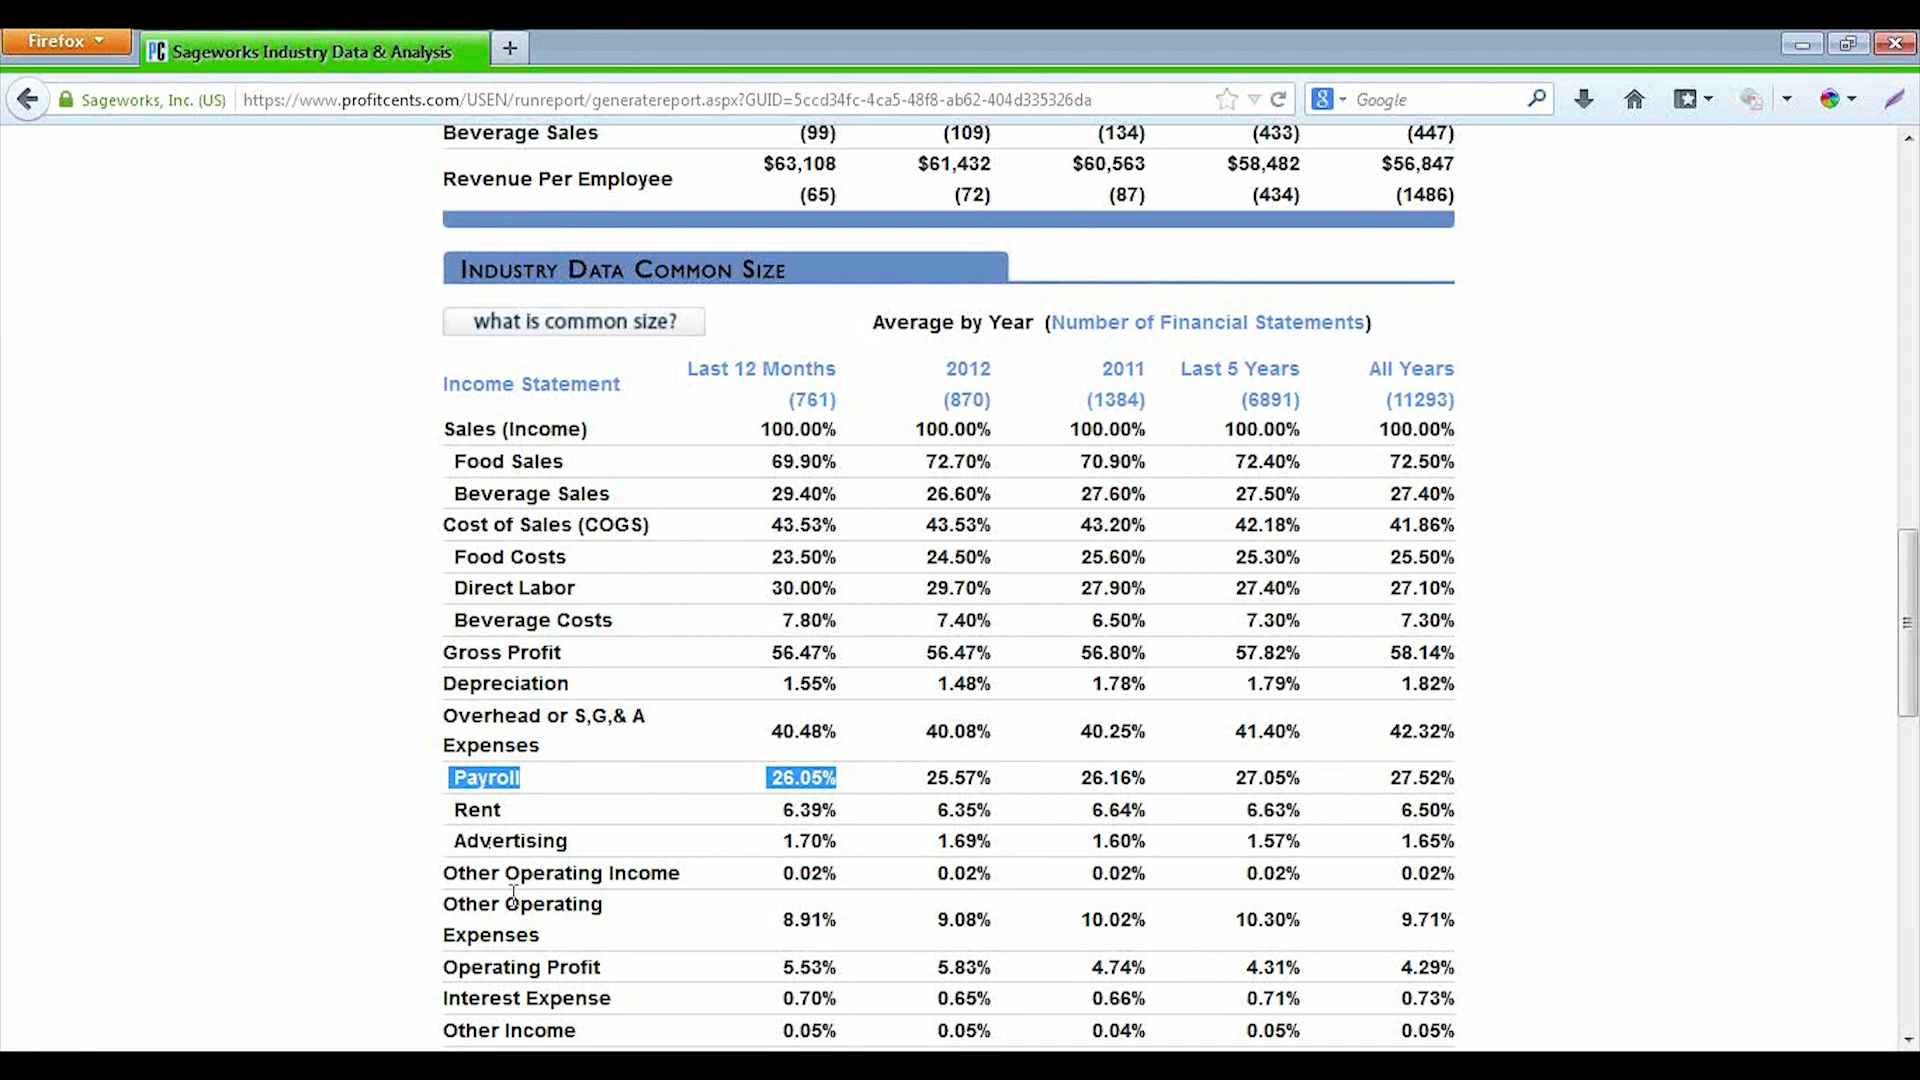 Firefox
PC Sageworks Industry Data & Analysis +
Sageworks, Inc. (US) https://www.profitcents.com/USEN/runreport/generatereport.aspx?GUID=5ccd34fc-4ca5-48f8-ab62-404d335326da 8 Google
Beverage Sales (99) (109) (134) (433) (447)
$63,108 $61,432 $60,563 $58,482 $56,847
Revenue Per Employee
(65) (72) (87) (434) (1486)
Industry Data Common Size
what is common size? Average by Year (Number of Financial Statements)
Last 12 Months 2012 2011 Last 5 Years All Years
Income Statement
(761) (870) (1384) (6891) (11293)
Sales (Income) 100.00% 100.00% 100.00% 100.00% 100.00%
Food Sales 69.90% 72.70% 70.90% 72.40% 72.50%
Beverage Sales 29.40% 26.60% 27.60% 27.50% 27.40%
Cost of Sales (COGS) 43.53% 43.53% 43.20% 42.18% 41.86%
Food Costs 23.50% 24.50% 25.60% 25.30% 25.50%
Direct Labor 30.00% 29.70% 27.90% 27.40% 27.10%
Beverage Costs 7.80% 7.40% 6.50% 7.30% 7.30%
Gross Profit 56.47% 56.47% 56.80% 57.82% 58.14%
Depreciation 1.55% 1.48% 1.78% 1.79% 1.82%
Overhead or S,G,& A
40.48% 40.08% 40.25% 41.40% 42.32%
Expenses
Payroll 26.05% 25.57% 26.16% 27.05% 27.52%
Rent 6.39% 6.35% 6.64% 6.63% 6.50%
Advertising 1.70% 1.69% 1.60% 1.57% 1.65%
Other Operating Income 0.02% 0.02% 0.02% 0.02% 0.02%
Other Operating
8.91% 9.08% 10.02% 10.30% 9.71%
Expenses
Operating Profit 5.53% 5.83% 4.74% 4.31% 4.29%
Interest Expense 0.70% 0.65% 0.66% 0.71% 0.73%
Other Income 0.05% 0.05% 0.04% 0.05% 0.05%